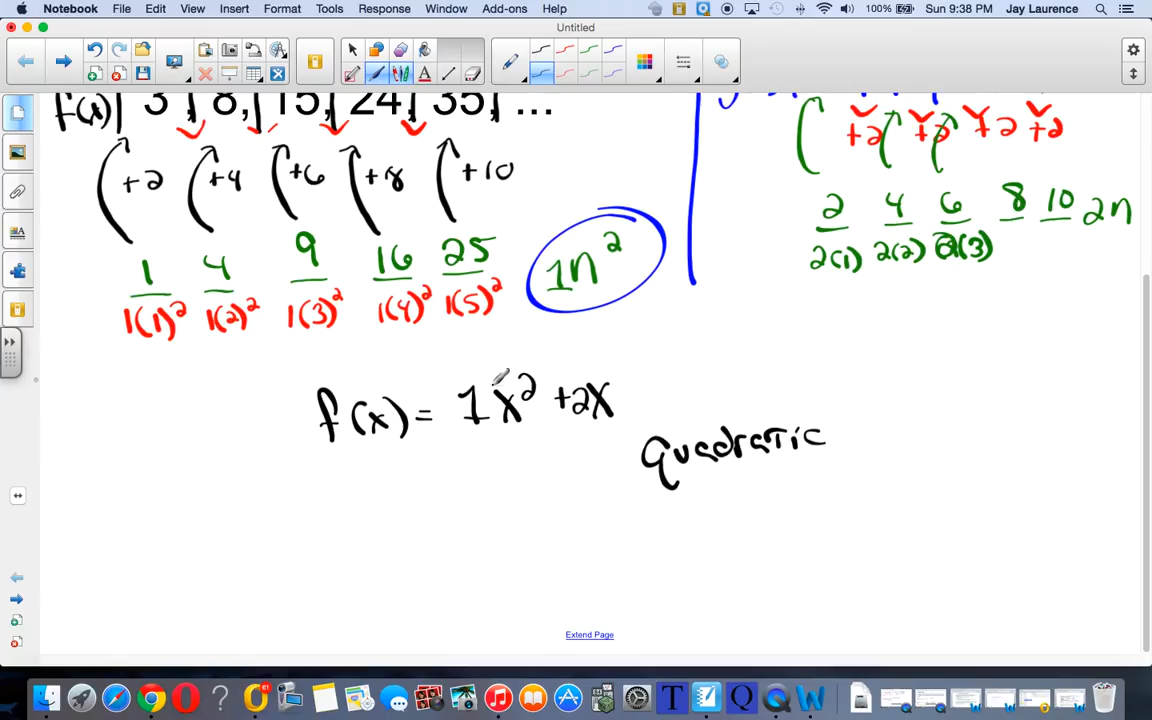 Notebook File Edit View Insert Format Tools Response Window Add-ons Help 100% Sun 9:38 PM Jay Laurence
Untitled
f(x) 3, 8, 15, 24, 35, ...
+2 +2 +2 +2
+2 +4 +6 +8 +10
2 4 6 8 10 2n
2(1) 2(2) 2(3)
1 4 9 16 25 1n²
1(1)² 1(2)² 1(3)² 1(4)² 1(5)²
f(x) = 1x² +2x
quadratic
Extend Page